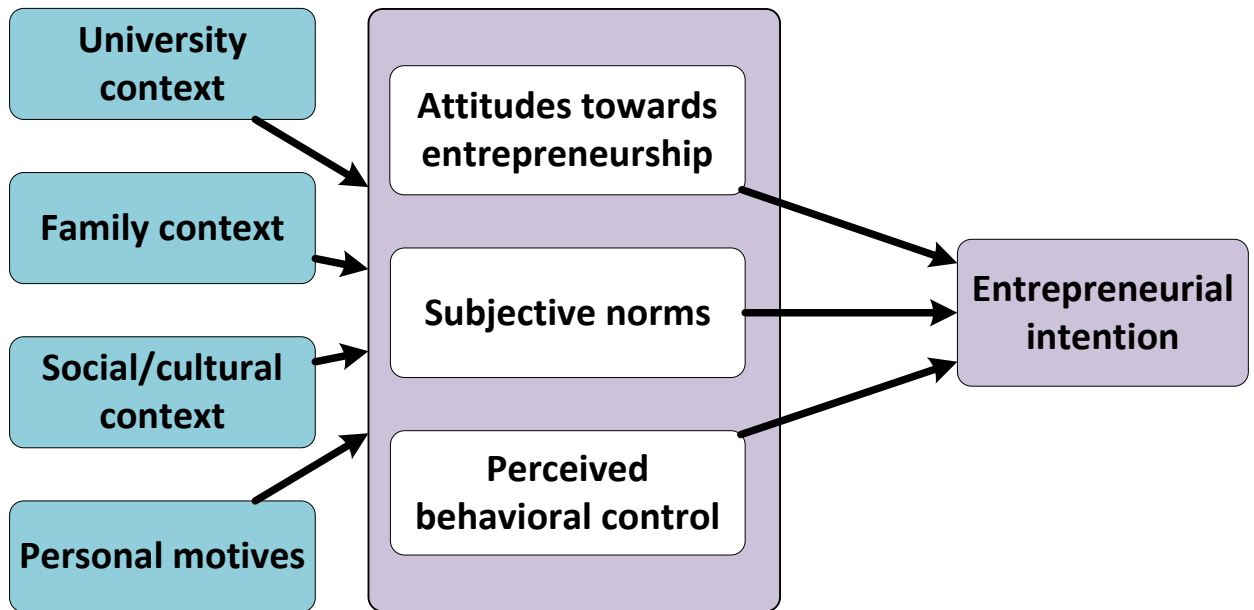 University
context
Family context
Social/cultural
context
Personal motives
Attitudes towards
entrepreneurship
Subjective norms
Perceived
behavioral control
Entrepreneurial
intention